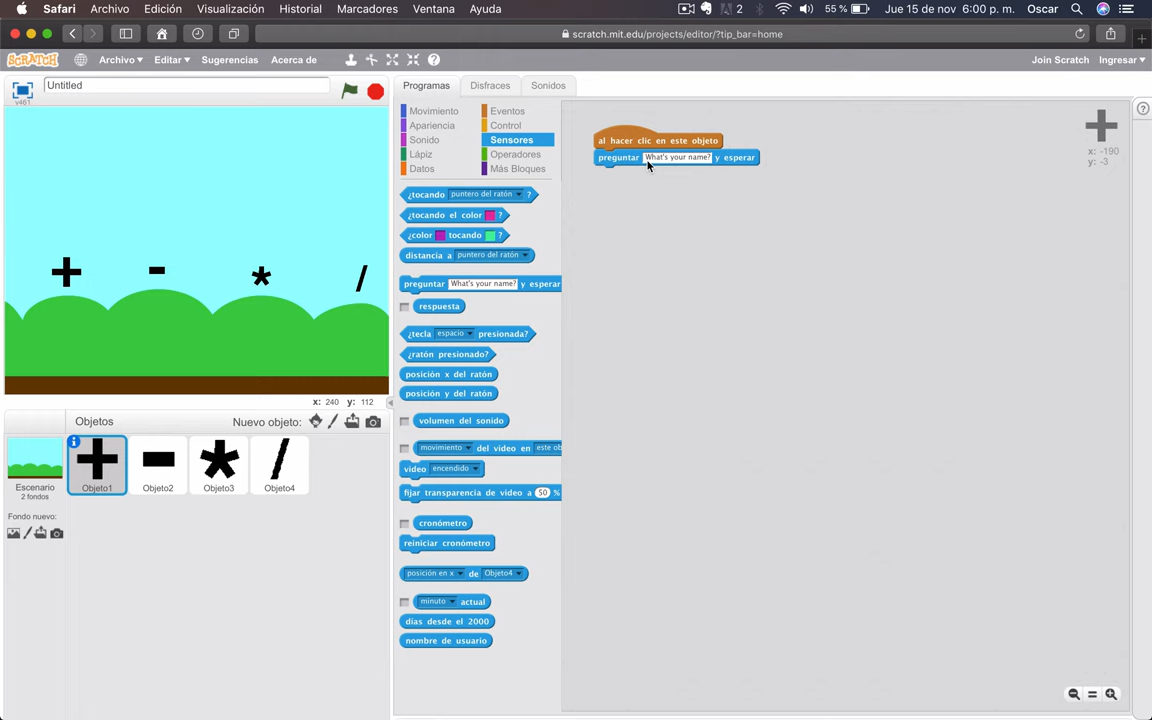 Safari Archivo Edición Visualización Historial Marcadores Ventana Ayuda 2 55 % Jue 15 de nov 6:00 p. m. Oscar
scratch.mit.edu/projects/editor/?tip_bar=home
SCRATCH Archivo Editar Sugerencias Acerca de Join Scratch Ingresar
v461 Untitled
Programas Disfraces Sonidos
Movimiento Eventos
Apariencia Control
Sonido Sensores
Lápiz Operadores
Datos Más Bloques
¿tocando puntero del ratón ?
¿tocando el color ?
¿color tocando ?
distancia a puntero del ratón
preguntar What's your name? y esperar
respuesta
¿tecla espacio presionada?
¿ratón presionado?
posición x del ratón
posición y del ratón
volumen del sonido
movimiento del video en este ob
video encendido
fijar transparencia de video a 50 %
cronómetro
reiniciar cronómetro
posición en x de Objeto4
minuto actual
días desde el 2000
nombre de usuario
al hacer clic en este objeto
preguntar What's your name? y esperar
x: -190
y: -3
+ - * /
x: 240 y: 112
Objetos Nuevo objeto:
Escenario
2 fondos
Fondo nuevo:
Objeto1 Objeto2 Objeto3 Objeto4